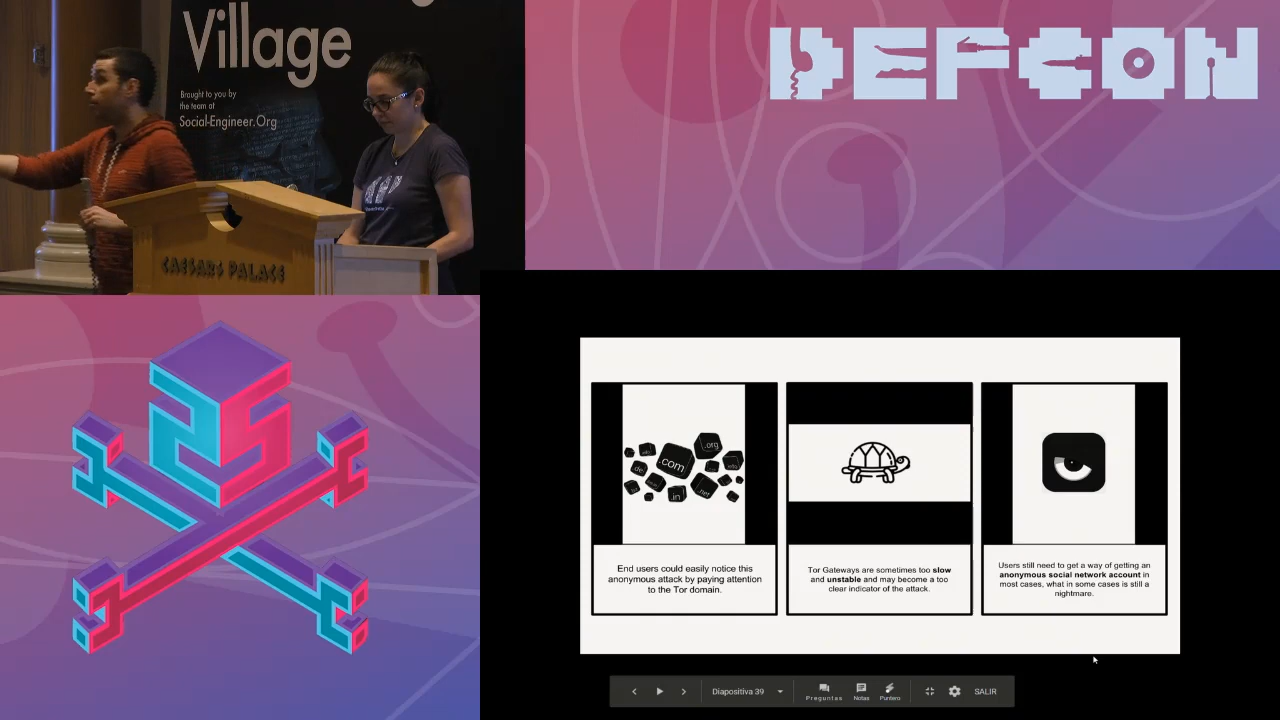 Village
Brought to you by
the team at
Social-Engineer.Org
CAESARS PALACE
DEFCON
.com
.org
.net
.in
End users could easily notice this
anonymous attack by paying attention
to the Tor domain.
Tor Gateways are sometimes too slow
and unstable and may become a too
clear indicator of the attack.
Users still need to get a way of getting an
anonymous social network account in
most cases, what in some cases is still a
nightmare.
Diapositiva 39
Preguntas
Notas
Puntero
SALIR